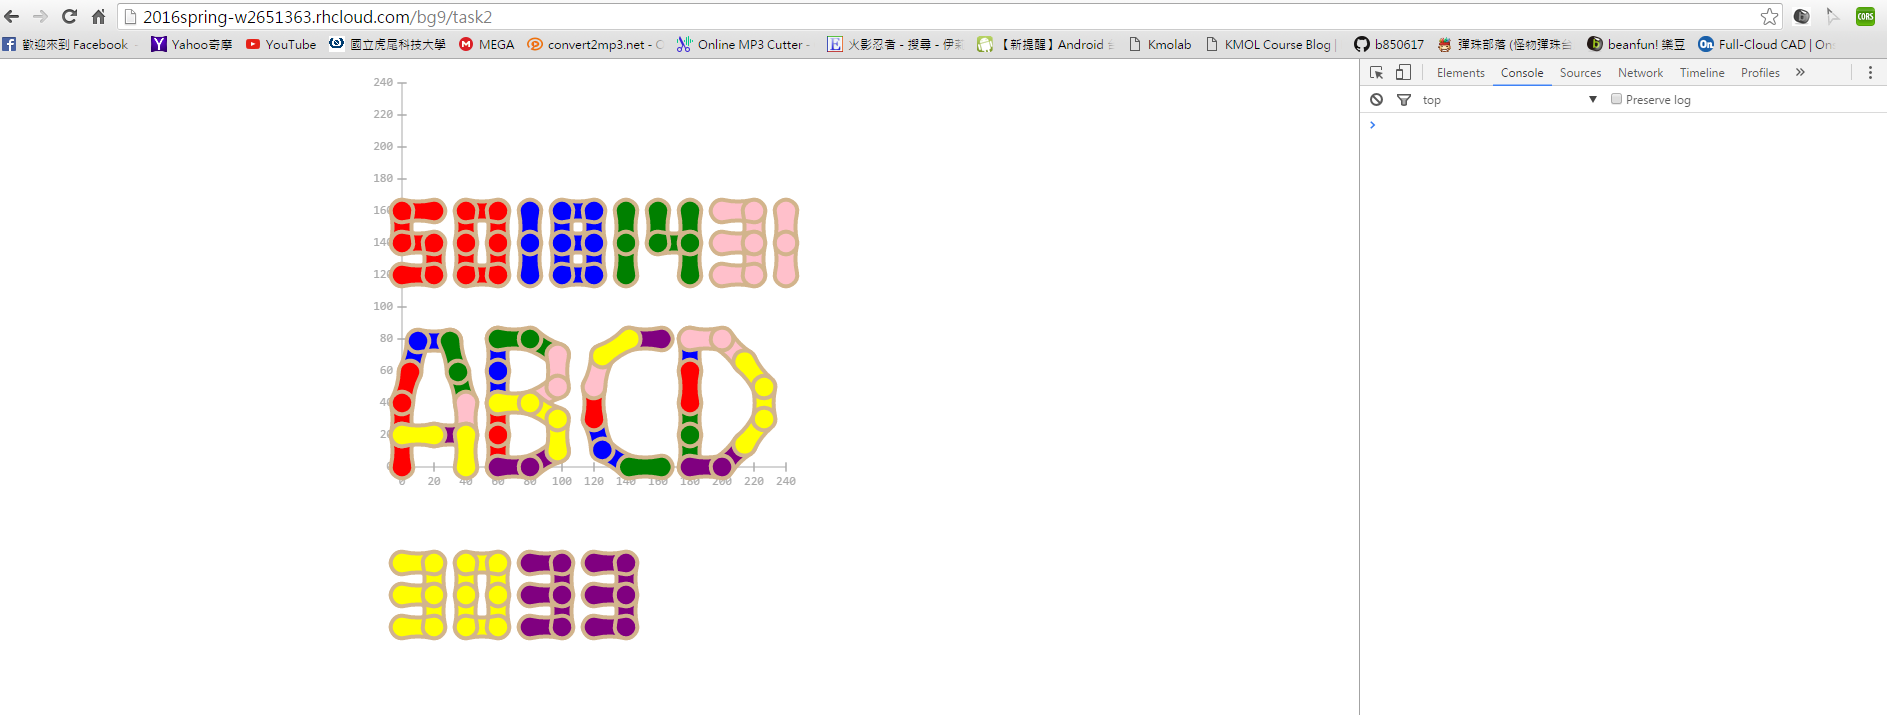 2016spring-w2651363.rhcloud.com/bg9/task2
歡迎來到 Facebook Yahoo奇摩 YouTube 國立虎尾科技大學 MEGA convert2mp3.net - C Online MP3 Cutter - 火影忍者 - 搜尋 - 伊 【新提醒】Android Kmolab KMOL Course Blog | b850617 彈珠部落 (怪物彈珠台 beanfun! 樂豆 Full-Cloud CAD | On
CORS
Elements Console Sources Network Timeline Profiles »
top Preserve log
240
220
200
180
160
140
120
50181431
100
80
60
40
20
ABCD
0 20 40 60 80 100 120 140 160 180 200 220 240
3033